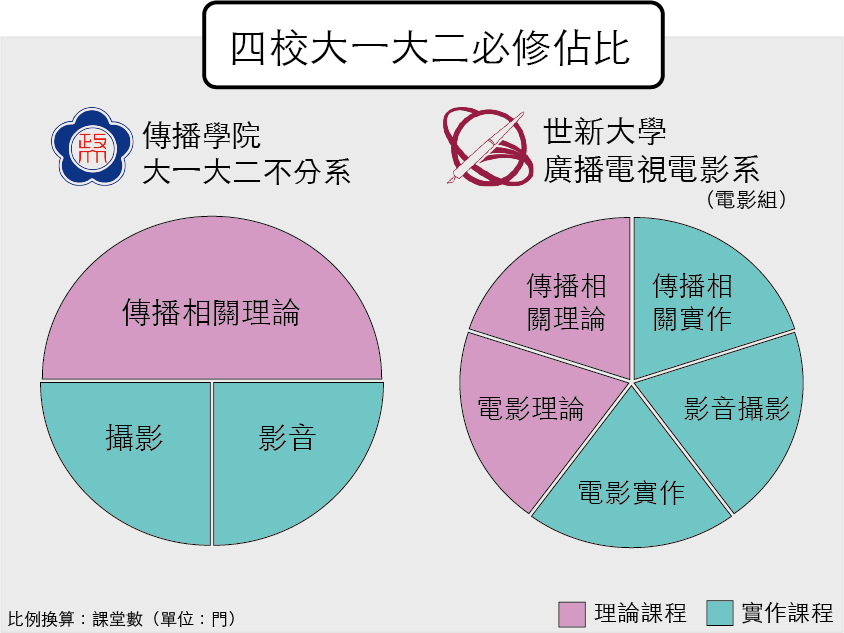 四校大一大二必修佔比
政
傳播學院
大一大二不分系
世新大學
廣播電視電影系
（電影組）
傳播相關理論
攝影
影音
傳播相
關理論
傳播相
關實作
電影理論
影音攝影
電影實作
比例換算：課堂數（單位：門）
理論課程
實作課程